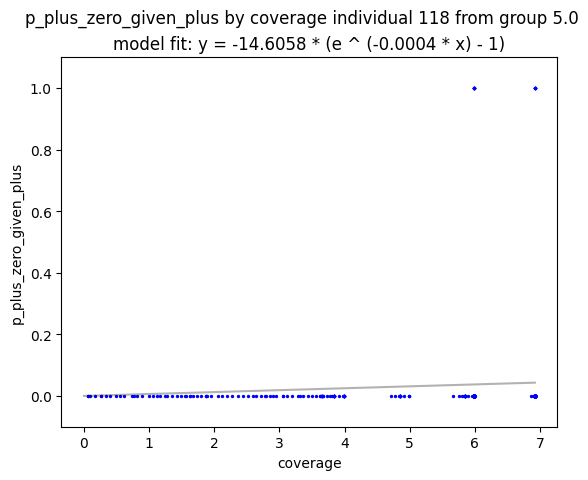 p_plus_zero_given_plus by coverage individual 118 from group 5.0
model fit: y = -14.6058 * (e ^ (-0.0004 * x) - 1)
p_plus_zero_given_plus
1.0
0.8
0.6
0.4
0.2
0.0
0 1 2 3 4 5 6 7
coverage